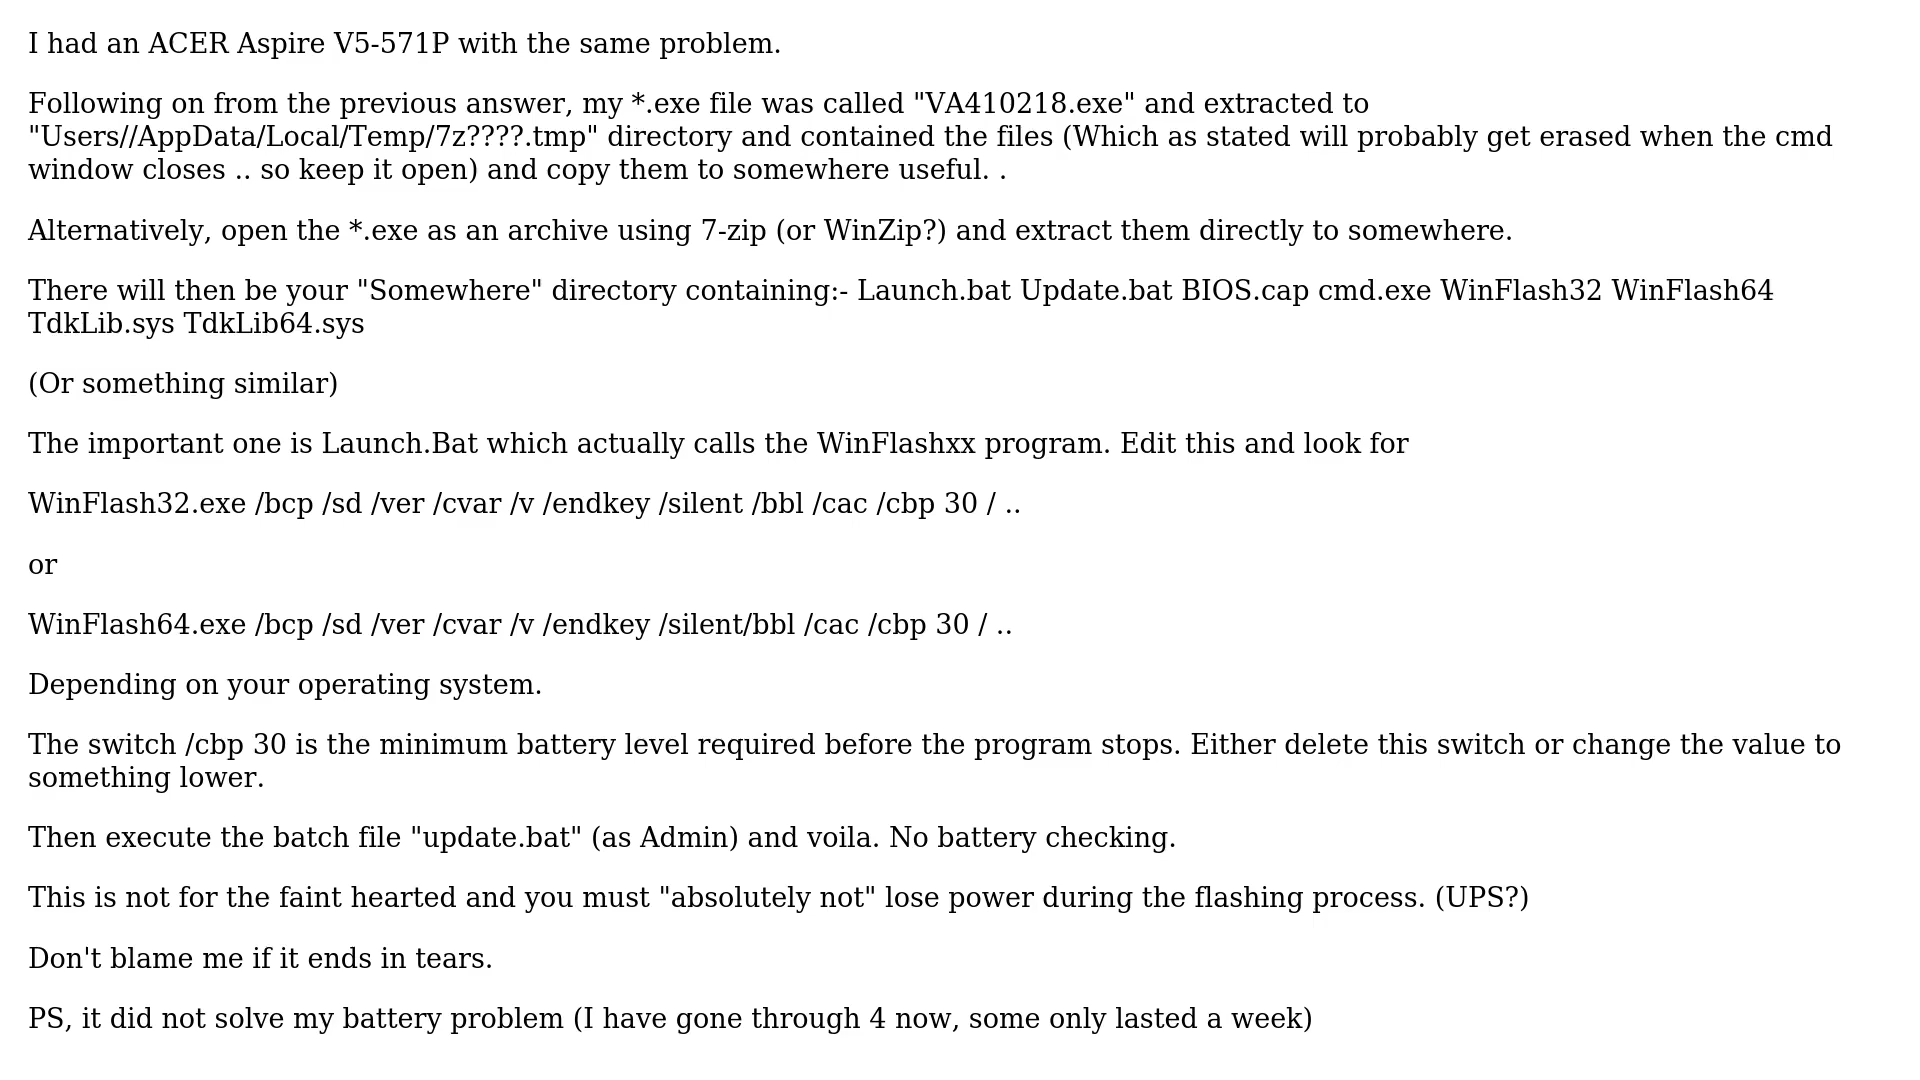 I had an ACER Aspire V5-571P with the same problem.
Following on from the previous answer, my *.exe file was called "VA410218.exe" and extracted to
"Users//AppData/Local/Temp/7z????.tmp" directory and contained the files (Which as stated will probably get erased when the cmd
window closes .. so keep it open) and copy them to somewhere useful. .
Alternatively, open the *.exe as an archive using 7-zip (or WinZip?) and extract them directly to somewhere.
There will then be your "Somewhere" directory containing:- Launch.bat Update.bat BIOS.cap cmd.exe WinFlash32 WinFlash64
TdkLib.sys TdkLib64.sys
(Or something similar)
The important one is Launch.Bat which actually calls the WinFlashxx program. Edit this and look for
WinFlash32.exe /bcp /sd /ver /cvar /v /endkey /silent /bbl /cac /cbp 30 / ..
or
WinFlash64.exe /bcp /sd /ver /cvar /v /endkey /silent/bbl /cac /cbp 30 / ..
Depending on your operating system.
The switch /cbp 30 is the minimum battery level required before the program stops. Either delete this switch or change the value to
something lower.
Then execute the batch file "update.bat" (as Admin) and voila. No battery checking.
This is not for the faint hearted and you must "absolutely not" lose power during the flashing process. (UPS?)
Don't blame me if it ends in tears.
PS, it did not solve my battery problem (I have gone through 4 now, some only lasted a week)